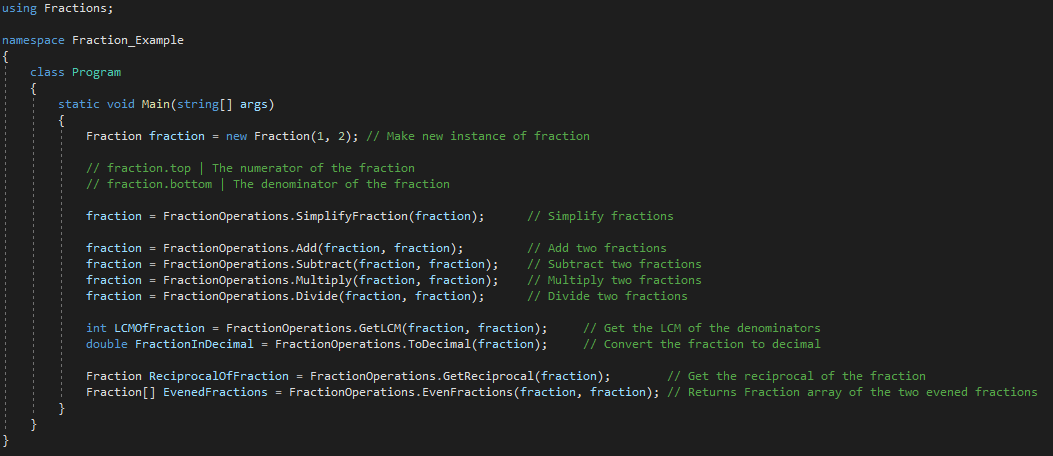 using Fractions;
namespace Fraction_Example
{
class Program
{
static void Main(string[] args)
{
Fraction fraction = new Fraction(1, 2); // Make new instance of fraction
// fraction.top | The numerator of the fraction
// fraction.bottom | The denominator of the fraction
fraction = FractionOperations.SimplifyFraction(fraction); // Simplify fractions
fraction = FractionOperations.Add(fraction, fraction); // Add two fractions
fraction = FractionOperations.Subtract(fraction, fraction); // Subtract two fractions
fraction = FractionOperations.Multiply(fraction, fraction); // Multiply two fractions
fraction = FractionOperations.Divide(fraction, fraction); // Divide two fractions
int LCMOfFraction = FractionOperations.GetLCM(fraction, fraction); // Get the LCM of the denominators
double FractionInDecimal = FractionOperations.ToDecimal(fraction); // Convert the fraction to decimal
Fraction ReciprocalOfFraction = FractionOperations.GetReciprocal(fraction); // Get the reciprocal of the fraction
Fraction[] EvenedFractions = FractionOperations.EvenFractions(fraction, fraction); // Returns Fraction array of the two evened fractions
}
}
}